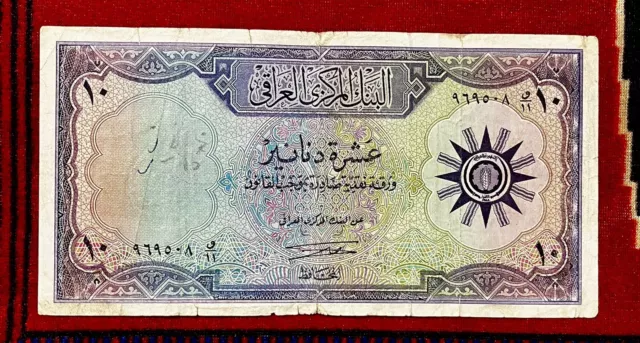 البنك المركزي العراقي
١٠
١٠
٩٦٩٥٠٨
عشرة دنانير
ورقة نقدية صادرة بموجب القانون
عن البنك المركزي العراقي
٩٦٩٥٠٨
المحافظ
١٠
١٠